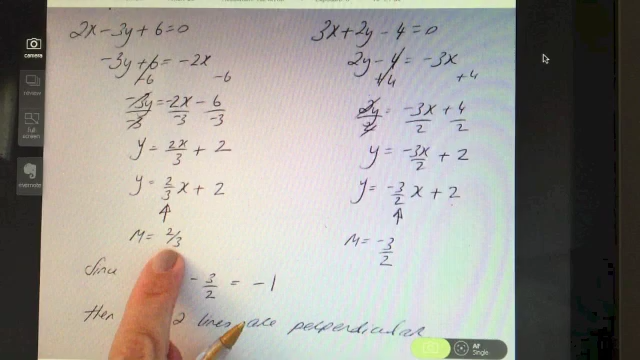 camera
review
full screen
evernote
2x - 3y + 6 = 0
-3y + 6 = -2x
-6 -6
-3y/-3 = -2x/-3 - 6/-3
y = 2x/3 + 2
y = 2/3 x + 2
M = 2/3
3x + 2y - 4 = 0
2y - 4 = -3x
+4 +4
2y/2 = -3x/2 + 4/2
y = -3x/2 + 2
y = -3/2 x + 2
M = -3/2
Since - 3/2 = -1
then 2 lines are perpendicular
AF
Single